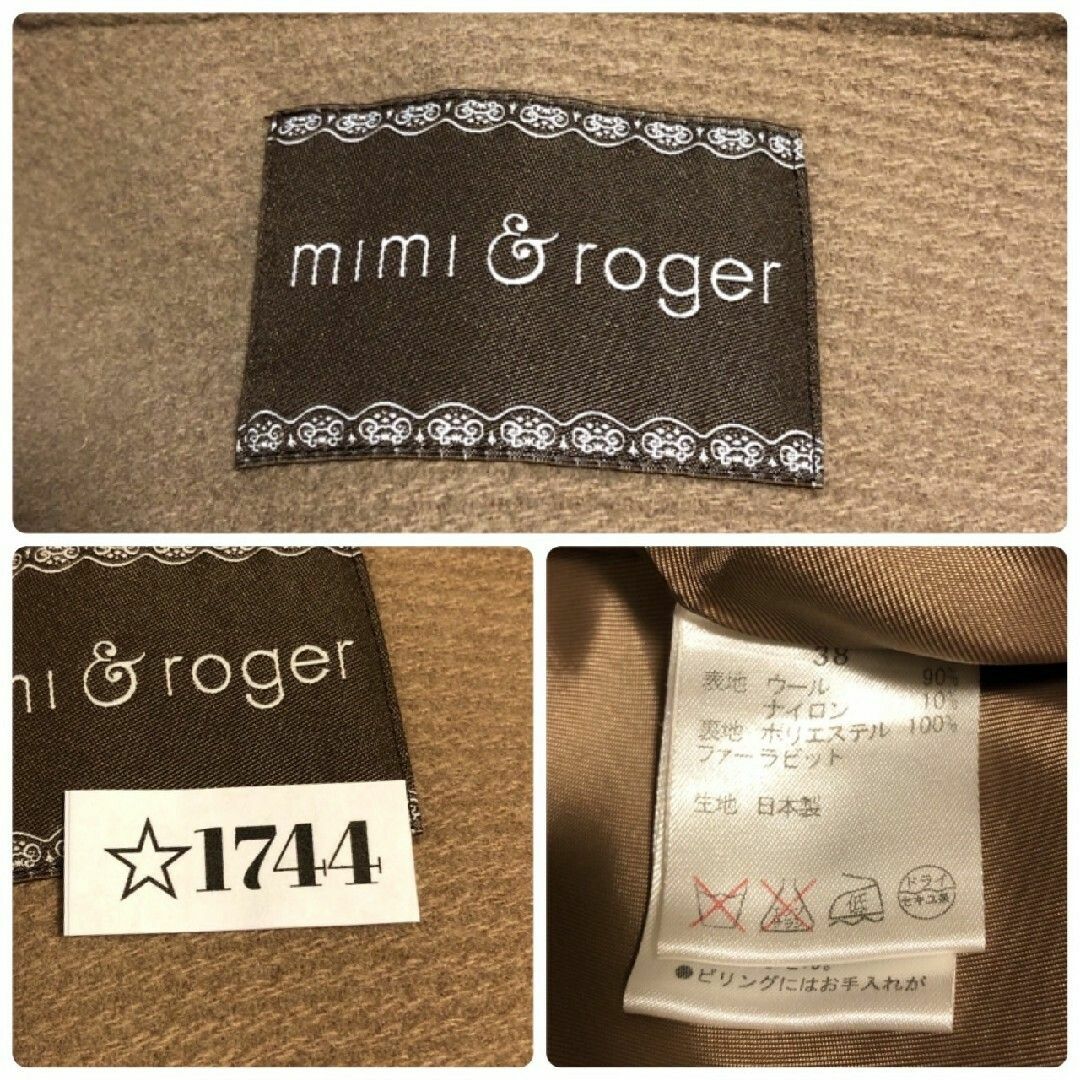 mimi & roger
mi & roger
☆1744
38
表地 ウール 90%
ナイロン 10%
裏地 ポリエステル 100%
ファー ラビット
生地 日本製
低
ドライ
セキユ系
●ピリングにはお手入れが